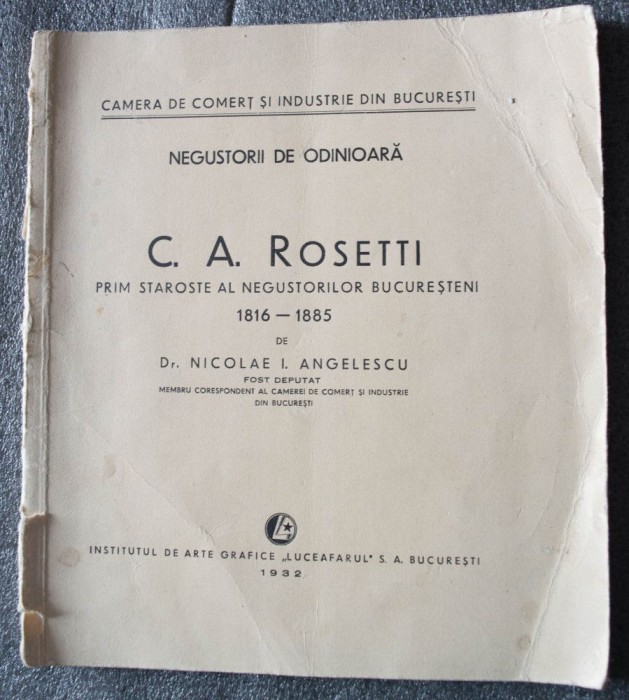 CAMERA DE COMERȚ ȘI INDUSTRIE DIN BUCUREȘTI
NEGUSTORII DE ODINIOARĂ
C. A. ROSETTI
PRIM STAROSTE AL NEGUSTORILOR BUCUREȘTENI
1816 — 1885
DE
Dr. NICOLAE I. ANGELESCU
FOST DEPUTAT
MEMBRU CORESPONDENT AL CAMEREI DE COMERȚ ȘI INDUSTRIE
DIN BUCUREȘTI
INSTITUTUL DE ARTE GRAFICE „LUCEAFARUL" S. A. BUCUREȘTI
1932